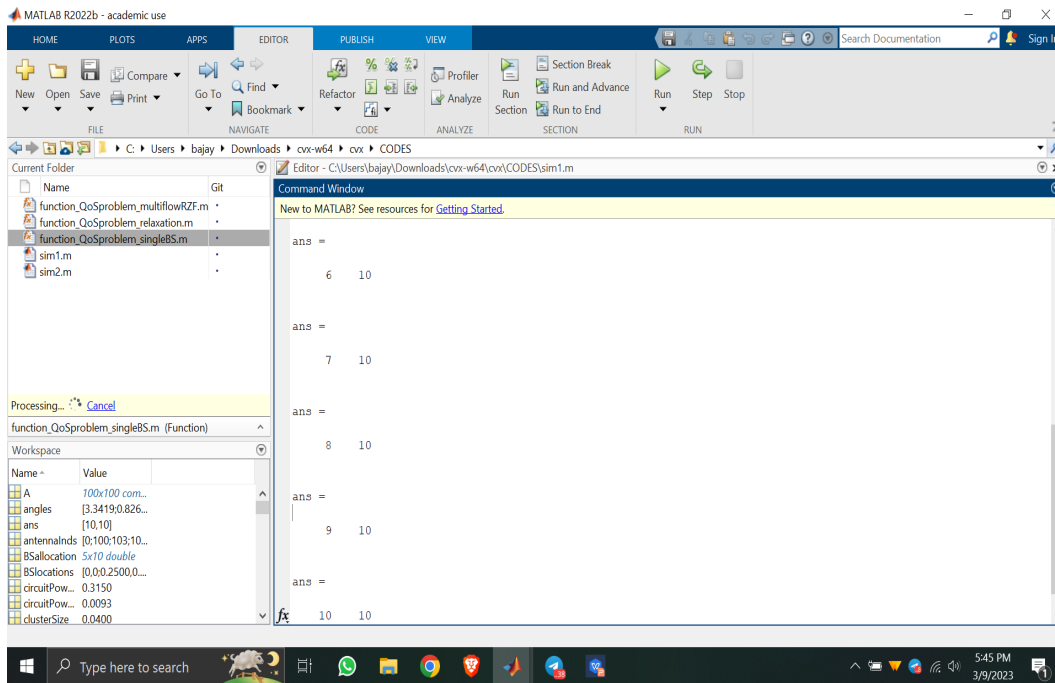 MATLAB R2022b - academic use
HOME PLOTS APPS EDITOR PUBLISH VIEW Search Documentation Sign In
New Open Save Compare Print Go To Find Bookmark Refactor Profiler Analyze Run Section Section Break Run and Advance Run to End Run Step Stop
FILE NAVIGATE CODE ANALYZE SECTION RUN
C: Users bajay Downloads cvx-w64 cvx CODES
Current Folder
Name Git
function_QoSproblem_multiflowRZF.m
function_QoSproblem_relaxation.m
function_QoSproblem_singleBS.m
sim1.m
sim2.m
Processing... Cancel
function_QoSproblem_singleBS.m (Function)
Workspace
Name Value
A 100x100 com...
angles [3.3419;0.826...
ans [10,10]
antennaInds [0;100;103;10...
BSallocation 5x10 double
BSlocations [0,0;0.2500,0....
circuitPow... 0.3150
circuitPow... 0.0093
clusterSize 0.0400
Editor - C:\Users\bajay\Downloads\cvx-w64\cvx\CODES\sim1.m
Command Window
New to MATLAB? See resources for Getting Started.
ans =
6 10
ans =
7 10
ans =
8 10
ans =
9 10
ans =
fx 10 10
Type here to search
5:45 PM
3/9/2023